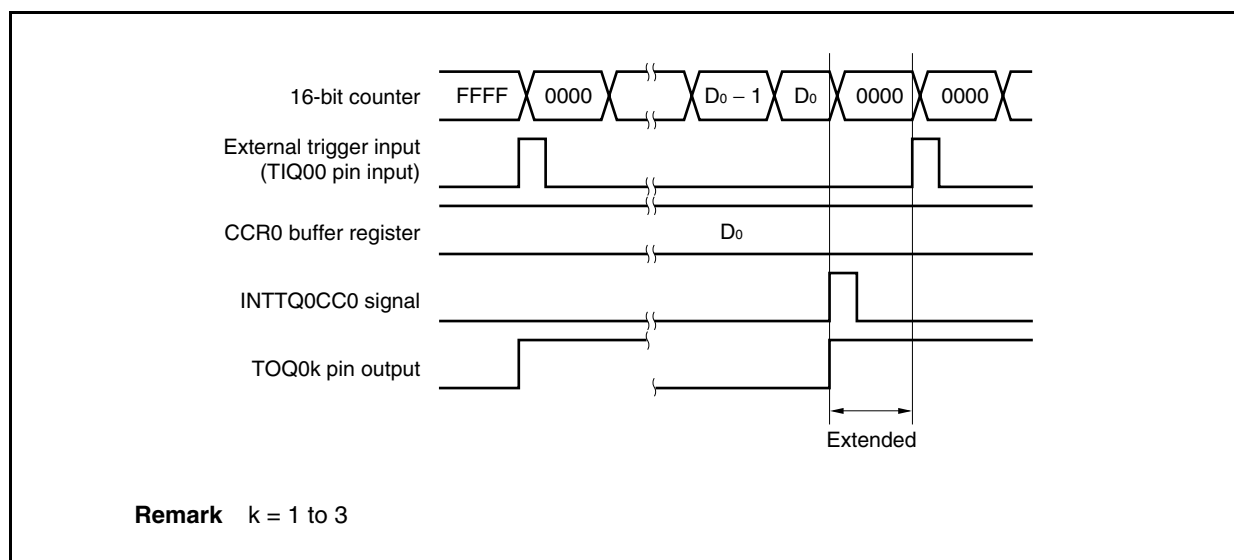 16-bit counter FFFF 0000 D0 – 1 D0 0000 0000
External trigger input
(TIQ00 pin input)
CCR0 buffer register D0
INTTQ0CC0 signal
TOQ0k pin output
Extended
Remark k = 1 to 3